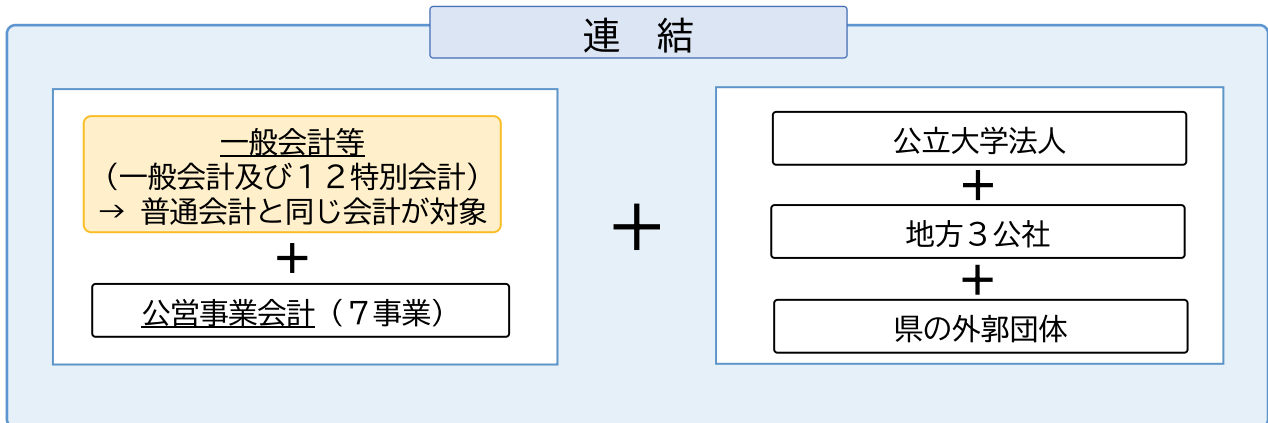 連　結
一般会計等
（一般会計及び１２特別会計）
→ 普通会計と同じ会計が対象
＋
公営事業会計（７事業）
＋
公立大学法人
＋
地方３公社
＋
県の外郭団体